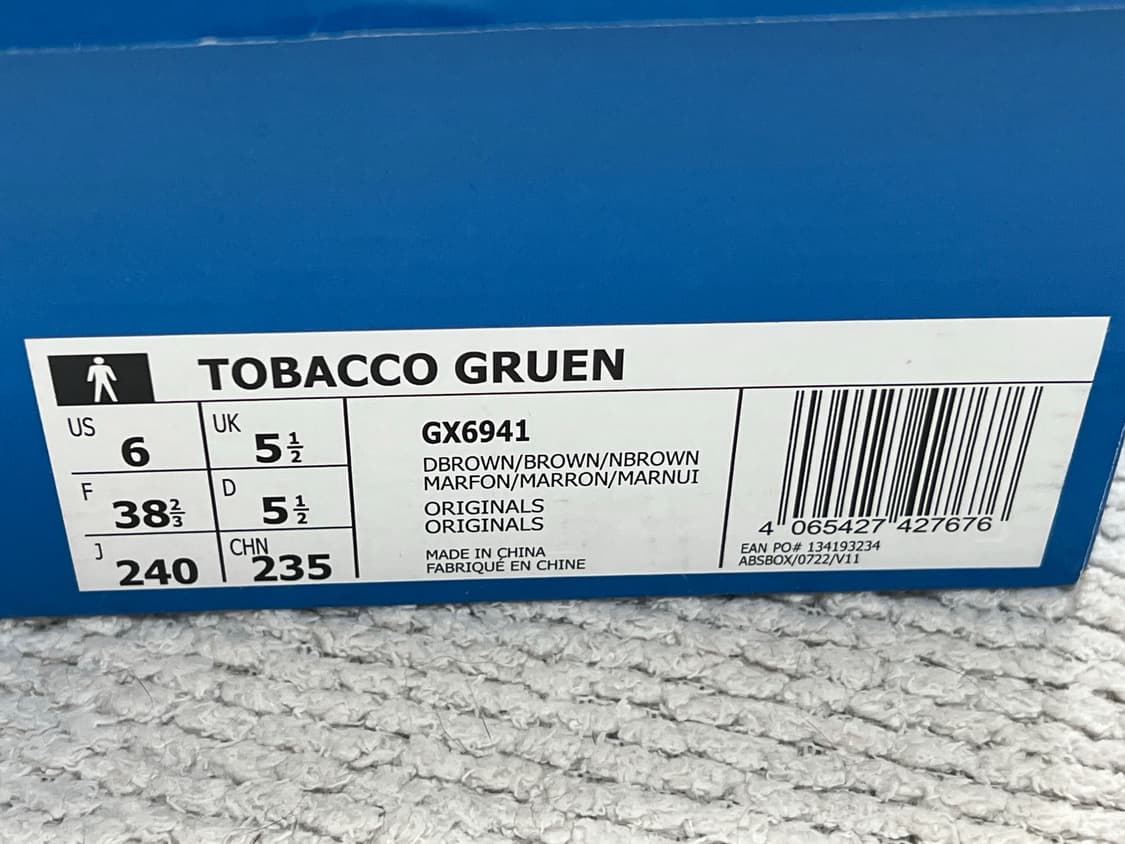 TOBACCO GRUEN
US 6
UK 5½
F 38⅔
D 5½
J 240
CHN 235
GX6941
DBROWN/BROWN/NBROWN
MARFON/MARRON/MARNUI
ORIGINALS
ORIGINALS
MADE IN CHINA
FABRIQUÉ EN CHINE
4 065427 427676
EAN PO# 134193234
ABSBOX/0722/V11